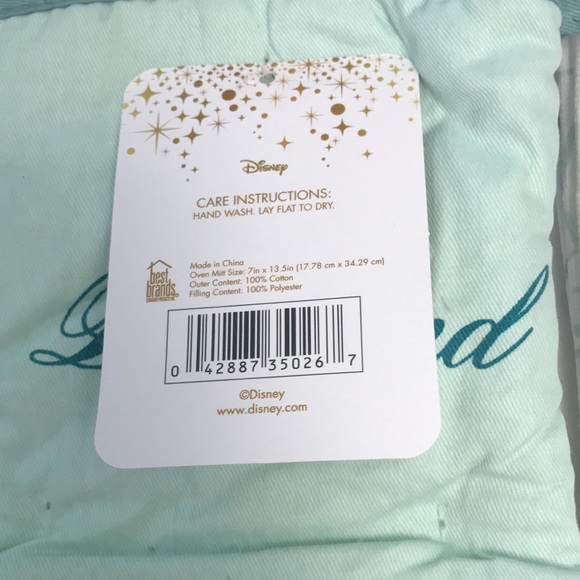 Disney
CARE INSTRUCTIONS:
HAND WASH. LAY FLAT TO DRY.
best
brands
Made in China
Oven Mitt Size: 7in x 13.5in (17.78 cm x 34.29 cm)
Outer Content: 100% Cotton
Filling Content: 100% Polyester
0 42887 35026 7
©Disney
www.disney.com